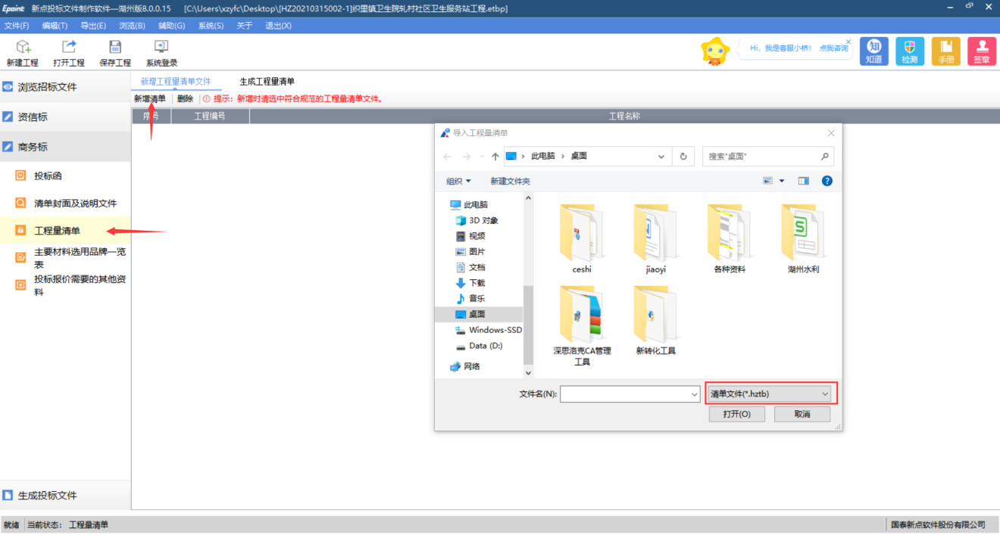 Epoint 新点投标文件制作软件—湖州版8.0.0.15 [C:\Users\xzyfc\Desktop\[HZ20210315002-1]织里镇卫生院轧村社区卫生服务站工程.etbp]
文件(F) 编辑(T) 导出(E) 浏览(B) 辅助(G) 系统(S) 关于 退出(X)
新建工程 打开工程 保存工程 系统登录
Hi，我是客服小桥！ 点我咨询
知
知道 检测 手册 签章
浏览招标文件
资信标
商务标
投标函
清单封面及说明文件
工程量清单
主要材料选用品牌一览
表
投标报价需要的其他资
料
生成投标文件
新增工程量清单文件 生成工程量清单
新增清单 删除 提示：新增时请选中符合规范的工程量清单文件。
序号 工程编号 工程名称
导入工程量清单
此电脑 桌面 搜索"桌面"
组织 新建文件夹
此电脑
3D 对象
视频
图片
文档
下载
音乐
桌面
Windows-SSD
Data (D:)
网络
ceshi jiaoyi 各种资料 湖州水利
深思洛克CA管理
工具
新转化工具
文件名(N): 清单文件(*.hztb)
打开(O) 取消
就绪 当前状态： 工程量清单 国泰新点软件股份有限公司